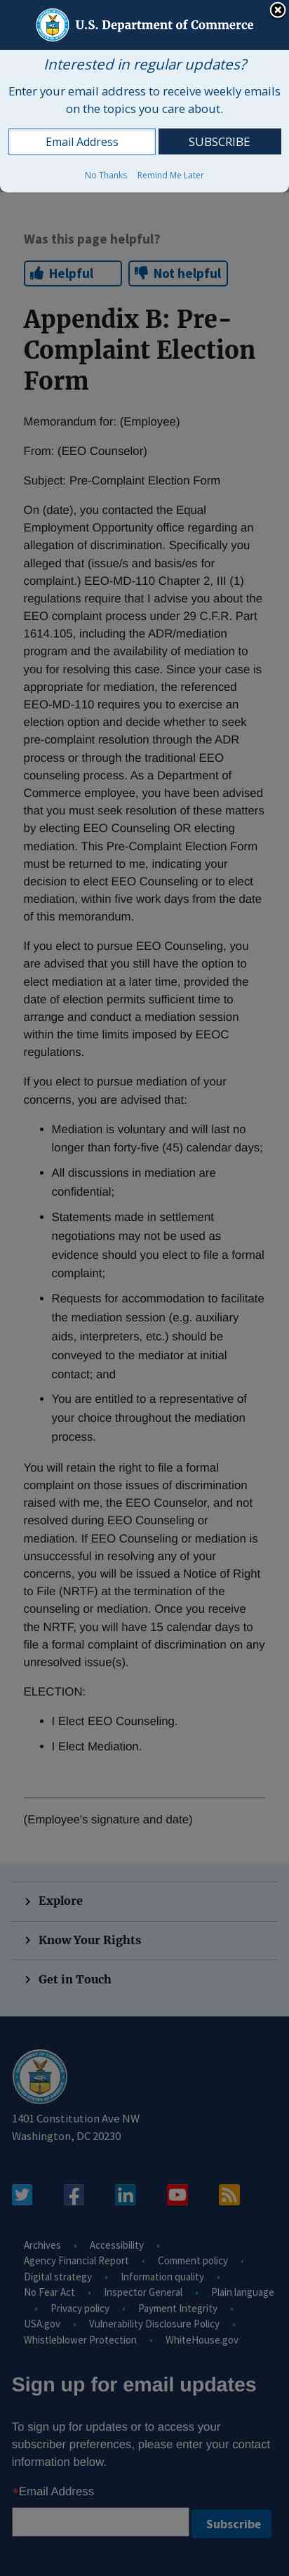 U.S. Department of Commerce
Interested in regular updates?
Enter your email address to receive weekly emails
on the topics you care about.
Email Address
SUBSCRIBE
No Thanks Remind Me Later
Was this page helpful?
Helpful Not helpful
Appendix B: Pre-
Complaint Election
Form
Memorandum for: (Employee)
From: (EEO Counselor)
Subject: Pre-Complaint Election Form
On (date), you contacted the Equal
Employment Opportunity office regarding an
allegation of discrimination. Specifically you
alleged that (issue/s and basis/es for
complaint.) EEO-MD-110 Chapter 2, III (1)
regulations require that I advise you about the
EEO complaint process under 29 C.F.R. Part
1614.105, including the ADR/mediation
program and the availability of mediation to
you for resolving this case. Since your case is
appropriate for mediation, the referenced
EEO-MD-110 requires you to exercise an
election option and decide whether to seek
pre-complaint resolution through the ADR
process or through the traditional EEO
counseling process. As a Department of
Commerce employee, you have been advised
that you must seek resolution of these matters
by electing EEO Counseling OR electing
mediation. This Pre-Complaint Election Form
must be returned to me, indicating your
decision to elect EEO Counseling or to elect
mediation, within five work days from the date
of this memorandum.
If you elect to pursue EEO Counseling, you
are advised that you still have the option to
elect mediation at a later time, provided the
date of election permits sufficient time to
arrange and conduct a mediation session
within the time limits imposed by EEOC
regulations.
If you elect to pursue mediation of your
concerns, you are advised that:
• Mediation is voluntary and will last no
longer than forty-five (45) calendar days;
• All discussions in mediation are
confidential;
• Statements made in settlement
negotiations may not be used as
evidence should you elect to file a formal
complaint;
• Requests for accommodation to facilitate
the mediation session (e.g. auxiliary
aids, interpreters, etc.) should be
conveyed to the mediator at initial
contact; and
• You are entitled to a representative of
your choice throughout the mediation
process.
You will retain the right to file a formal
complaint on those issues of discrimination
raised with me, the EEO Counselor, and not
resolved during EEO Counseling or
mediation. If EEO Counseling or mediation is
unsuccessful in resolving any of your
concerns, you will be issued a Notice of Right
to File (NRTF) at the termination of the
counseling or mediation. Once you receive
the NRTF, you will have 15 calendar days to
file a formal complaint of discrimination on any
unresolved issue(s).
ELECTION:
• I Elect EEO Counseling.
• I Elect Mediation.
(Employee's signature and date)
Explore
Know Your Rights
Get in Touch
1401 Constitution Ave NW
Washington, DC 20230
Archives • Accessibility •
Agency Financial Report • Comment policy •
Digital strategy • Information quality •
No Fear Act • Inspector General • Plain language
• Privacy policy • Payment Integrity •
USA.gov • Vulnerability Disclosure Policy •
Whistleblower Protection • WhiteHouse.gov
Sign up for email updates
To sign up for updates or to access your
subscriber preferences, please enter your contact
information below.
*Email Address
Subscribe